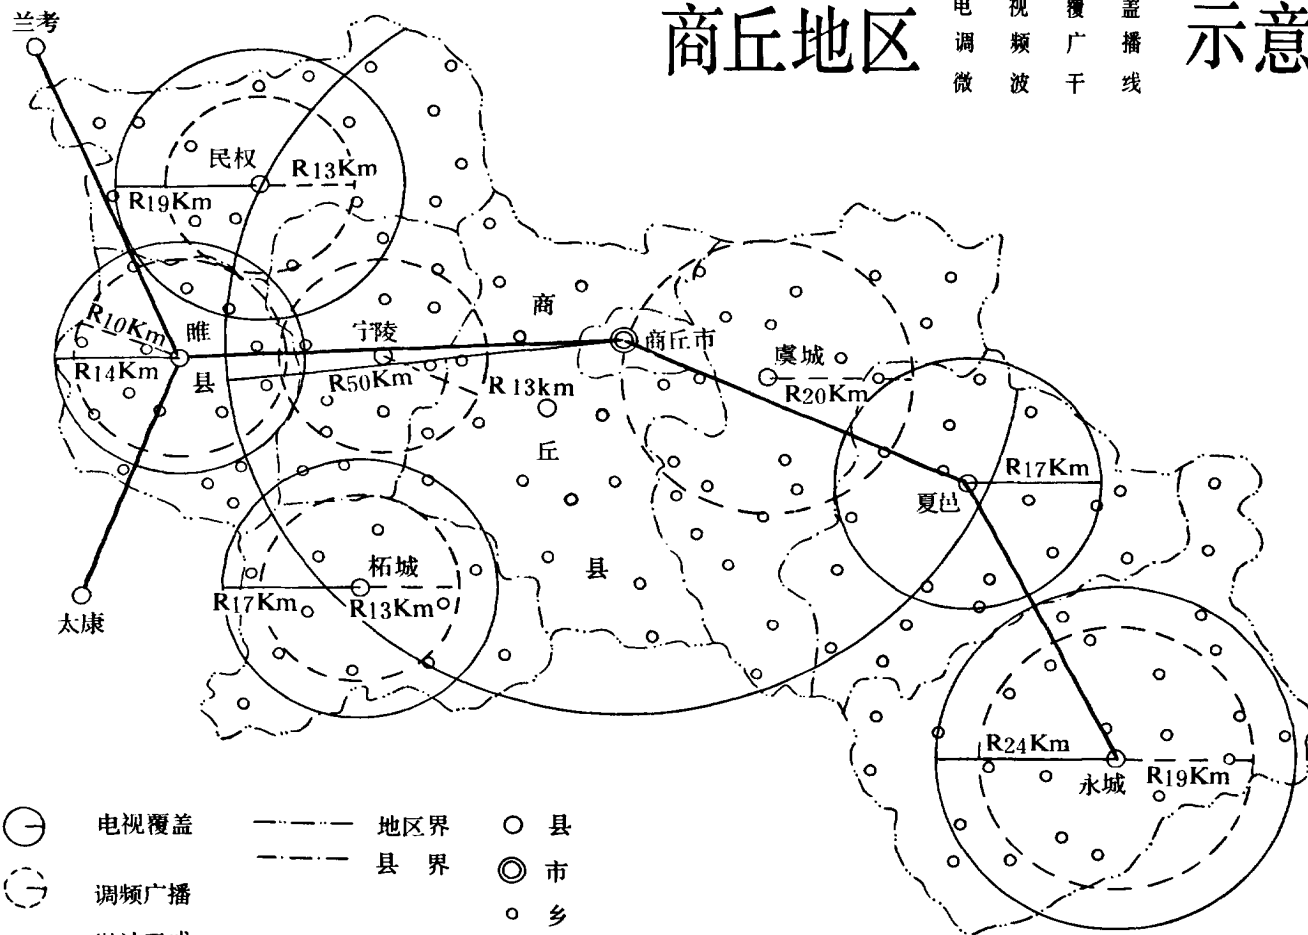 商丘地区
电视覆盖
调频广播
微波干线
示意
兰考
民权
R13Km
R19Km
R10Km
睢
县
R14Km
宁陵
R50Km
商
丘
县
R13km
商丘市
虞城
R20Km
R17Km
夏邑
柘城
R17Km
R13Km
太康
R24Km
永城
R19Km
电视覆盖
地区界
县
县界
市
调频广播
乡